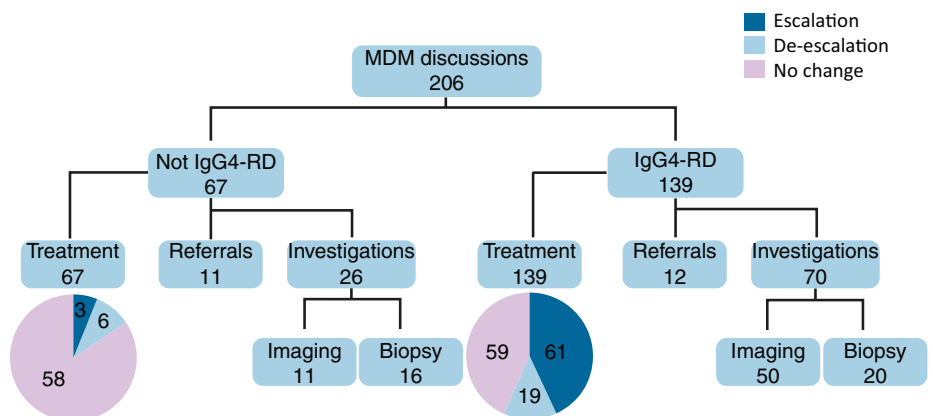 Escalation
De-escalation
No change
MDM discussions
206
Not IgG4-RD
67
IgG4-RD
139
Treatment
67
Referrals
11
Investigations
26
Treatment
139
Referrals
12
Investigations
70
3
6
58
Imaging
11
Biopsy
16
59
61
19
Imaging
50
Biopsy
20